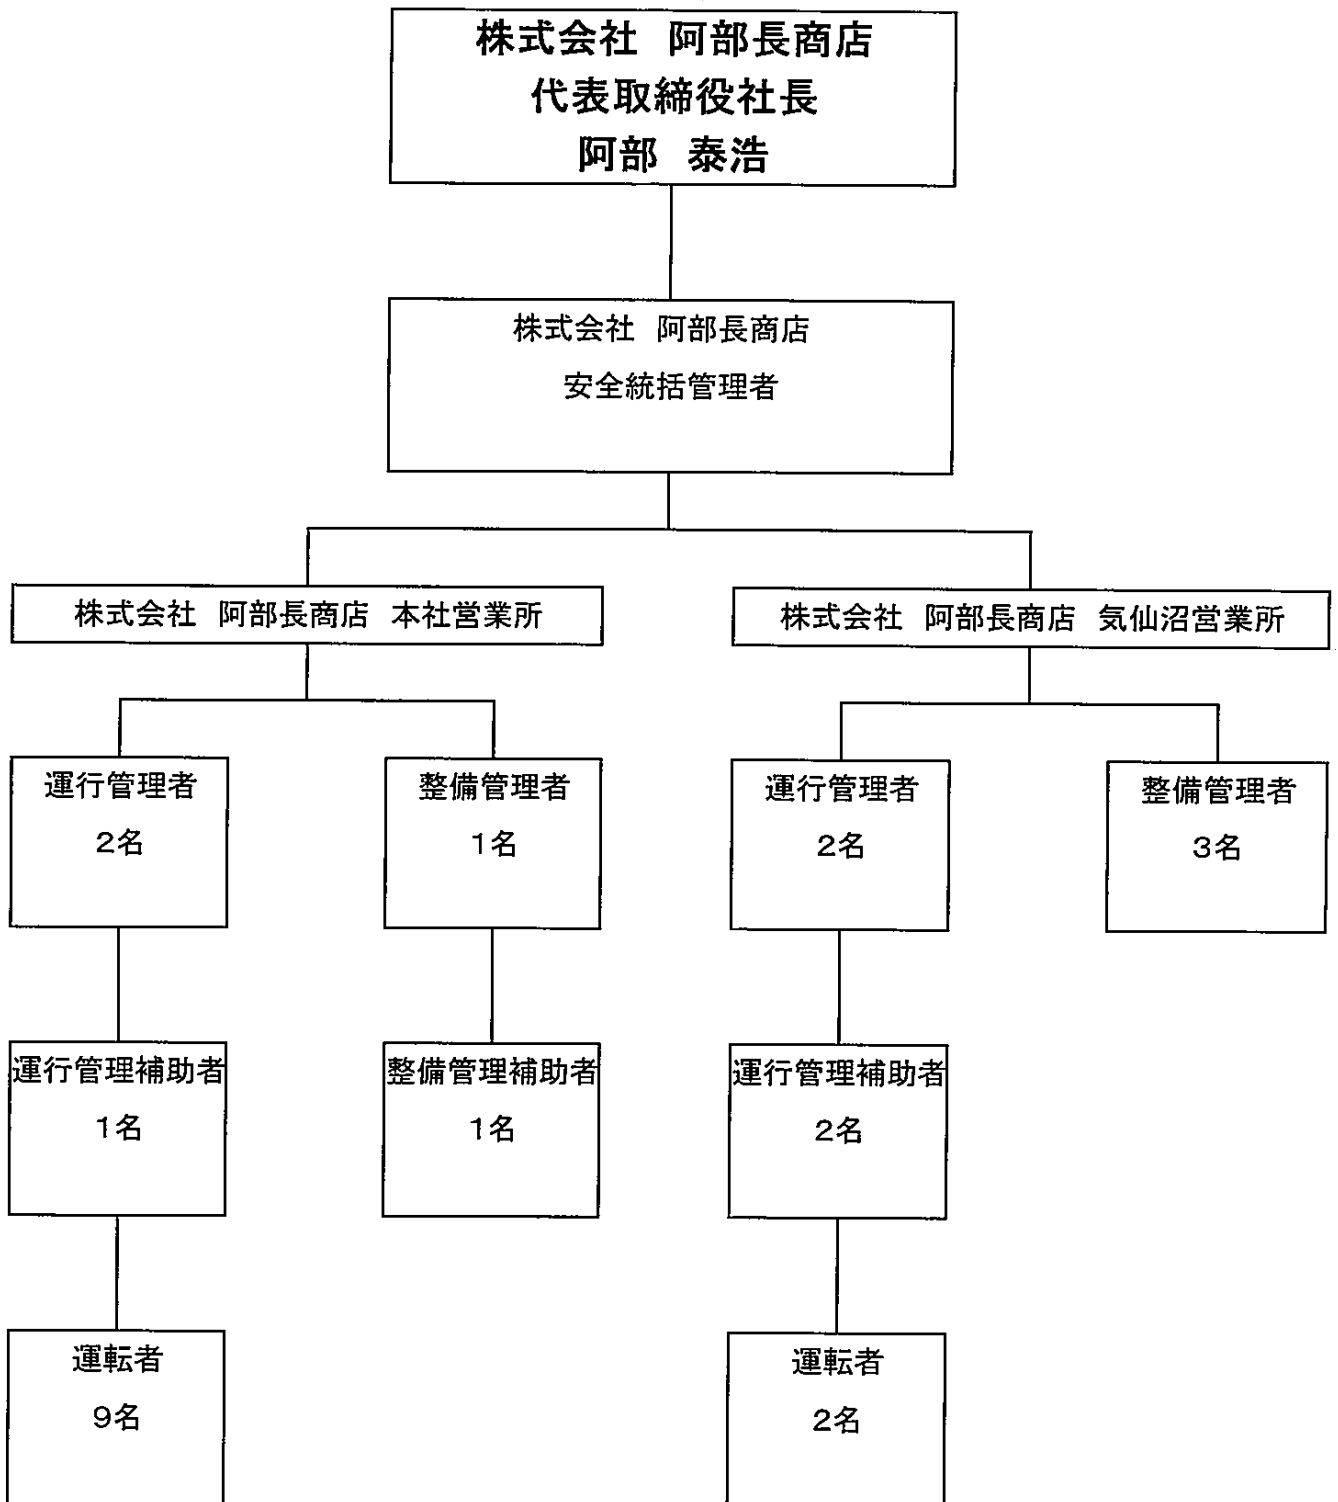 株式会社 阿部長商店
代表取締役社長
阿部 泰浩
株式会社 阿部長商店
安全統括管理者
株式会社 阿部長商店 本社営業所
株式会社 阿部長商店 気仙沼営業所
運行管理者
2名
整備管理者
1名
運行管理者
2名
整備管理者
3名
運行管理補助者
1名
整備管理補助者
1名
運行管理補助者
2名
運転者
9名
運転者
2名